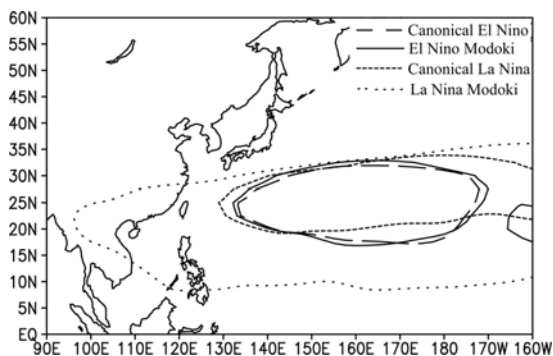 60N
55N
50N
45N
40N
35N
30N
25N
20N
15N
10N
5N
EQ
Canonical El Nino
El Nino Modoki
Canonical La Nina
La Nina Modoki
90E 100E 110E 120E 130E 140E 150E 160E 170E 180 170W 160W